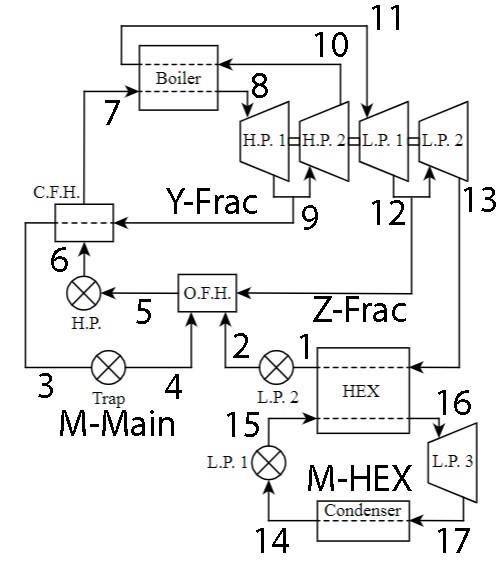 11
10
Boiler
8
7
H.P. 1
H.P. 2
L.P. 1
L.P. 2
C.F.H.
Y-Frac
9
12
13
6
O.F.H.
H.P.
5
Z-Frac
2
1
3
4
Trap
L.P. 2
HEX
M-Main
16
15
L.P. 1
M-HEX
L.P. 3
Condenser
14
17